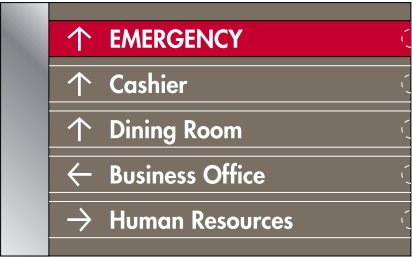 ↑ EMERGENCY
↑ Cashier
↑ Dining Room
← Business Office
→ Human Resources